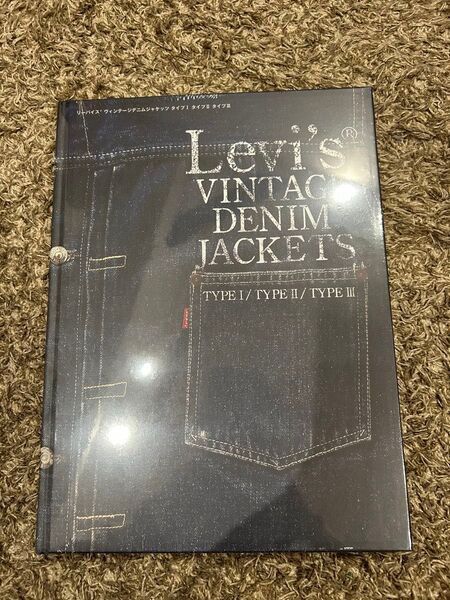 リーバイス® ヴィンテージデニムジャケッツ タイプⅠ タイプⅡ タイプⅢ
Levi's®
VINTAGE
DENIM
JACKETS
TYPE I / TYPE II / TYPE III